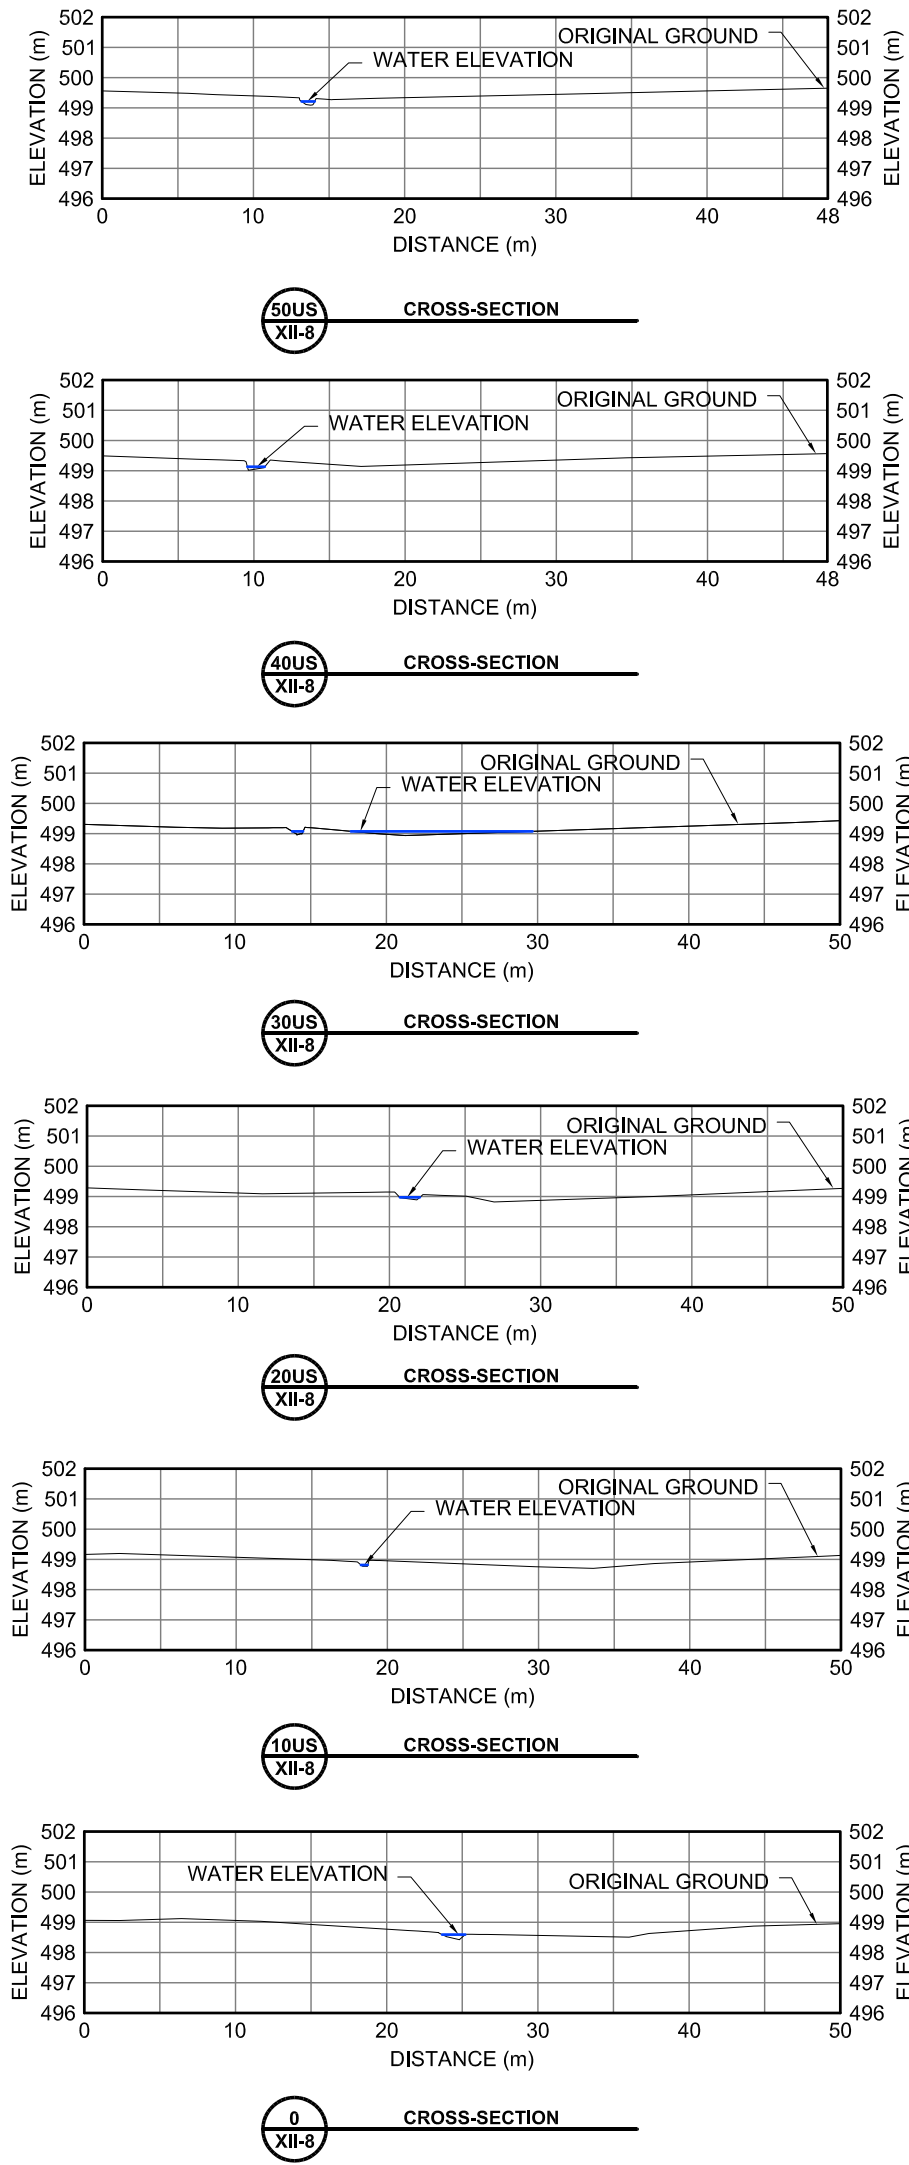 502
502
501
ORIGINAL GROUND
501
WATER ELEVATION
500
500
499
499
498
498
497
497
496
496
ELEVATION (m)
ELEVATION (m)
0
10
20
30
40
48
DISTANCE (m)
50US
CROSS-SECTION
XII-8
502
502
501
ORIGINAL GROUND
501
WATER ELEVATION
500
500
499
499
498
498
497
497
496
496
ELEVATION (m)
ELEVATION (m)
0
10
20
30
40
48
DISTANCE (m)
40US
CROSS-SECTION
XII-8
502
502
501
ORIGINAL GROUND
501
WATER ELEVATION
500
500
499
499
498
498
497
497
496
496
ELEVATION (m)
ELEVATION (m)
0
10
20
30
40
50
DISTANCE (m)
30US
CROSS-SECTION
XII-8
502
502
501
ORIGINAL GROUND
501
WATER ELEVATION
500
500
499
499
498
498
497
497
496
496
ELEVATION (m)
ELEVATION (m)
0
10
20
30
40
50
DISTANCE (m)
20US
CROSS-SECTION
XII-8
502
502
501
ORIGINAL GROUND
501
WATER ELEVATION
500
500
499
499
498
498
497
497
496
496
ELEVATION (m)
ELEVATION (m)
0
10
20
30
40
50
DISTANCE (m)
10US
CROSS-SECTION
XII-8
502
502
501
501
WATER ELEVATION
ORIGINAL GROUND
500
500
499
499
498
498
497
497
496
496
ELEVATION (m)
ELEVATION (m)
0
10
20
30
40
50
DISTANCE (m)
0
CROSS-SECTION
XII-8